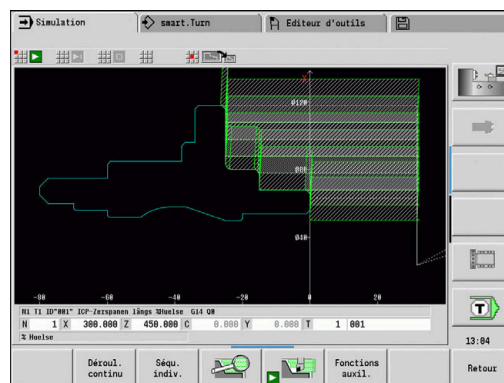 Simulation
smart.Turn
Editeur d'outils
X
Ø120
Ø80
Ø40
-80 -60 -40 -20 0 20
N1 T1 ID"001" ICP-Zerspanen längs %Huelse G14 Q0
N 1 X 300.000 Z 450.000 C 0.000 Y 0.000 T 1 001
% Huelse
T
13:04
Déroul. continu
Séqu. indiv.
Fonctions auxil.
Retour